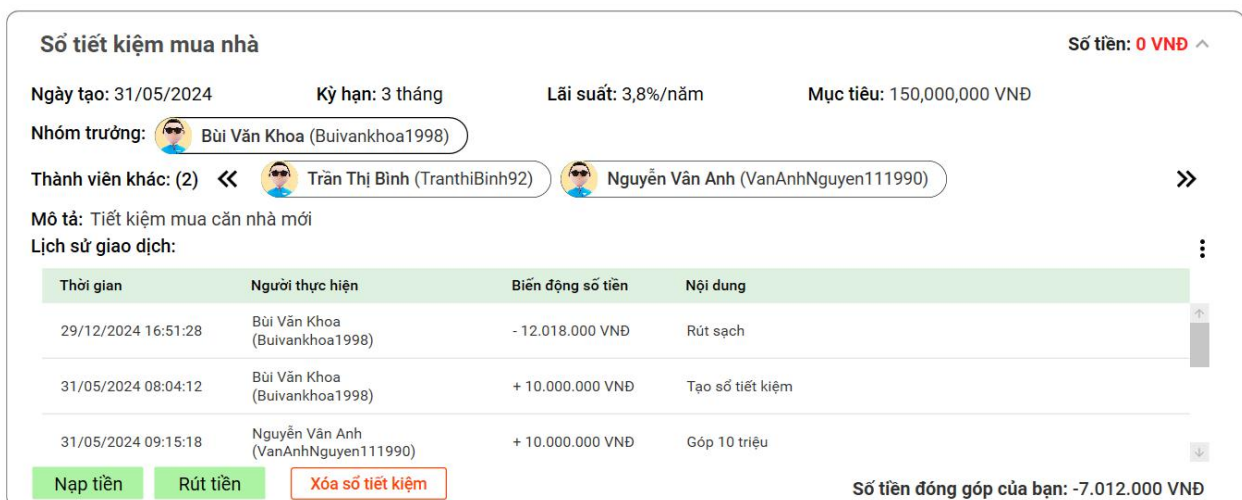 Sổ tiết kiệm mua nhà
Số tiền: 0 VNĐ
Ngày tạo: 31/05/2024 Kỳ hạn: 3 tháng Lãi suất: 3,8%/năm Mục tiêu: 150,000,000 VNĐ
Nhóm trưởng: Bùi Văn Khoa (Buivankhoa1998)
Thành viên khác: (2) Trần Thị Bình (TranthiBinh92) Nguyễn Vân Anh (VanAnhNguyen111990)
Mô tả: Tiết kiệm mua căn nhà mới
Lịch sử giao dịch:
Thời gian Người thực hiện Biến động số tiền Nội dung
29/12/2024 16:51:28 Bùi Văn Khoa (Buivankhoa1998) - 12.018.000 VNĐ Rút sạch
31/05/2024 08:04:12 Bùi Văn Khoa (Buivankhoa1998) + 10.000.000 VNĐ Tạo sổ tiết kiệm
31/05/2024 09:15:18 Nguyễn Vân Anh (VanAnhNguyen111990) + 10.000.000 VNĐ Góp 10 triệu
Nạp tiền Rút tiền Xóa sổ tiết kiệm
Số tiền đóng góp của bạn: -7.012.000 VNĐ